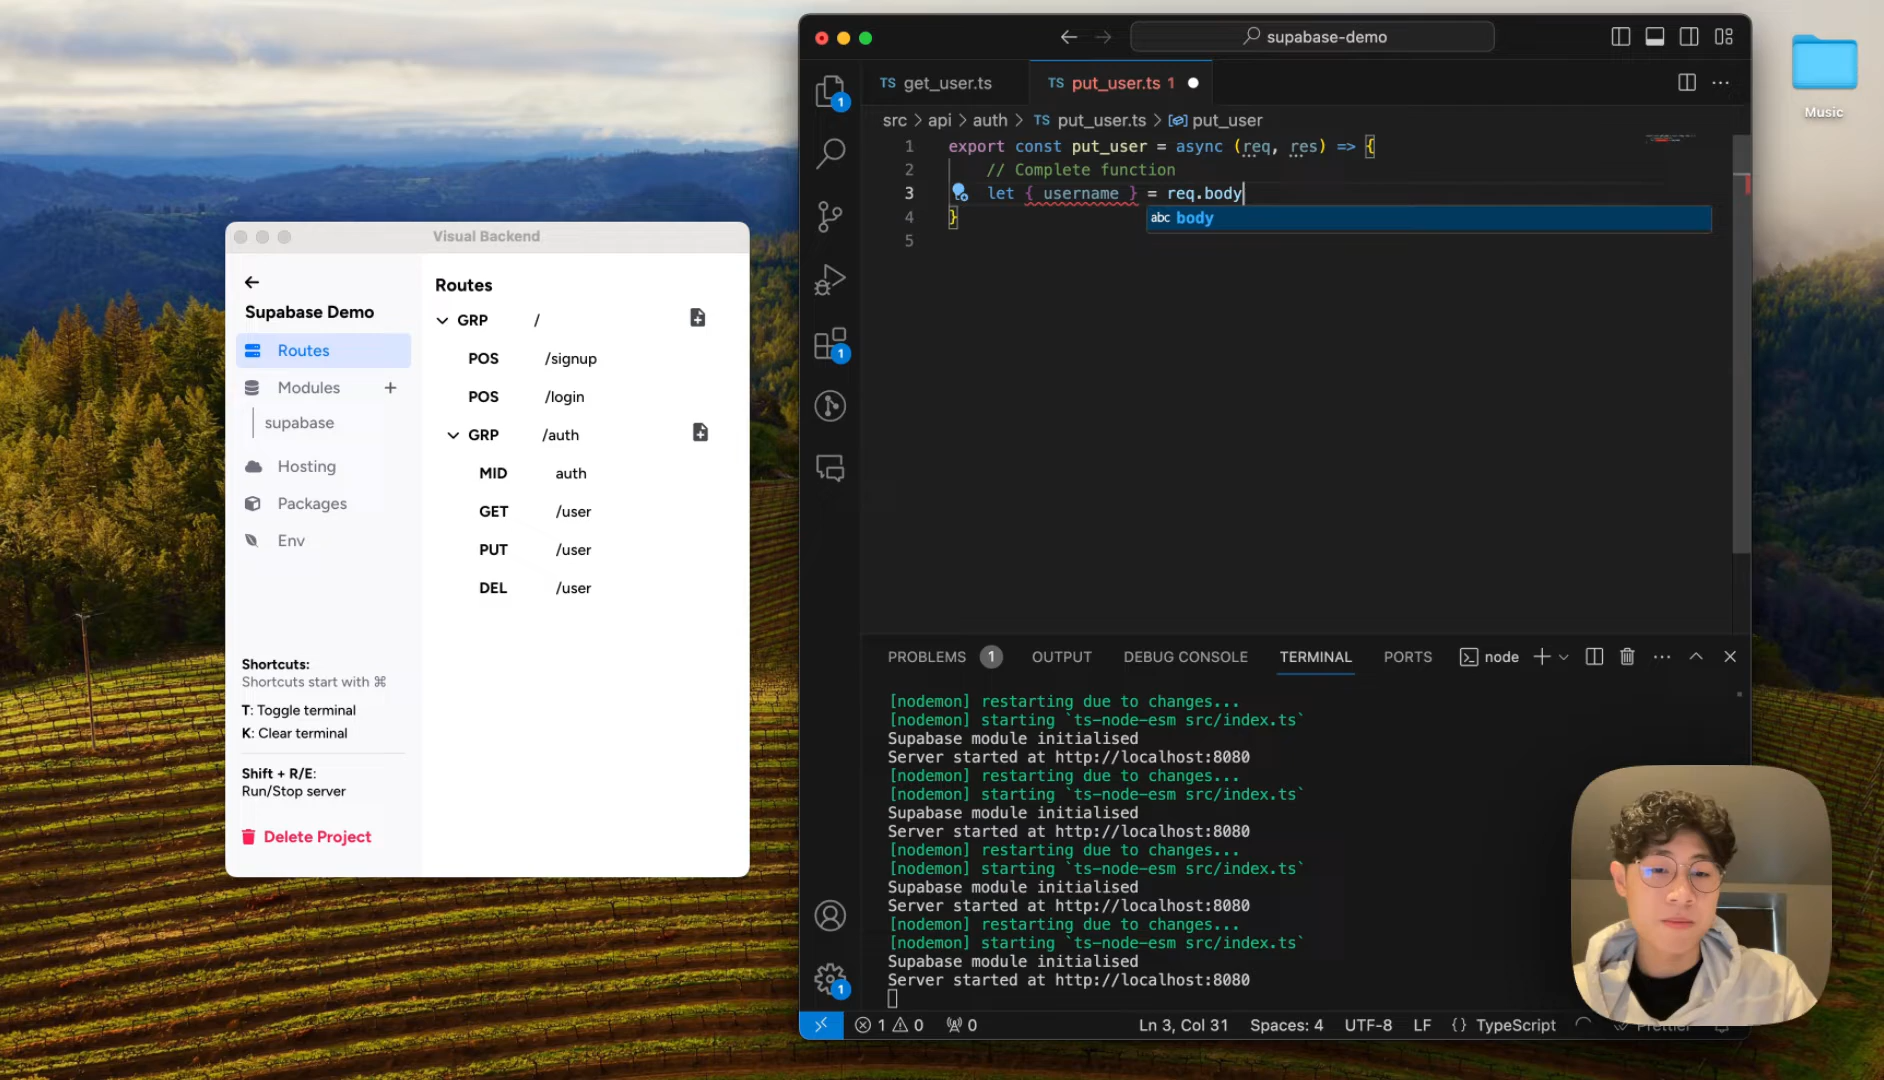 Visual Backend
Supabase Demo
Routes
Modules
supabase
Hosting
Packages
Env
Shortcuts:
Shortcuts start with ⌘
T: Toggle terminal
K: Clear terminal
Shift + R/E:
Run/Stop server
Delete Project
Routes
GRP /
POS /signup
POS /login
GRP /auth
MID auth
GET /user
PUT /user
DEL /user
supabase-demo
TS get_user.ts
TS put_user.ts 1
src > api > auth > TS put_user.ts > put_user
1 export const put_user = async (req, res) => {
2 // Complete function
3 let { username } = req.body
4 }
abc body
5
1
1
PROBLEMS 1 OUTPUT DEBUG CONSOLE TERMINAL PORTS node
[nodemon] restarting due to changes...
[nodemon] starting `ts-node-esm src/index.ts`
Supabase module initialised
Server started at http://localhost:8080
[nodemon] restarting due to changes...
[nodemon] starting `ts-node-esm src/index.ts`
Supabase module initialised
Server started at http://localhost:8080
[nodemon] restarting due to changes...
[nodemon] starting `ts-node-esm src/index.ts`
Supabase module initialised
Server started at http://localhost:8080
[nodemon] restarting due to changes...
[nodemon] starting `ts-node-esm src/index.ts`
Supabase module initialised
Server started at http://localhost:8080
1
1 0 0 Ln 3, Col 31 Spaces: 4 UTF-8 LF {} TypeScript Prettier
Music